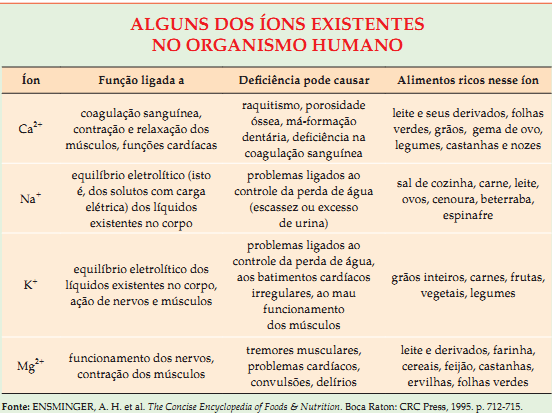 ALGUNS DOS ÍONS EXISTENTES
NO ORGANISMO HUMANO
Íon
Função ligada a
Deficiência pode causar
Alimentos ricos nesse íon
Ca²⁺
coagulação sanguínea,
contração e relaxação dos
músculos, funções cardíacas
raquitismo, porosidade
óssea, má-formação
dentária, deficiência na
coagulação sanguínea
leite e seus derivados, folhas
verdes, grãos, gema de ovo,
legumes, castanhas e nozes
Na⁺
equilíbrio eletrolítico (isto
é, dos solutos com carga
elétrica) dos líquidos
existentes no corpo
problemas ligados ao
controle da perda de água
(escassez ou excesso
de urina)
sal de cozinha, carne, leite,
ovos, cenoura, beterraba,
espinafre
K⁺
equilíbrio eletrolítico dos
líquidos existentes no corpo,
ação de nervos e músculos
problemas ligados ao
controle da perda de água,
aos batimentos cardíacos
irregulares, ao mau
funcionamento
dos músculos
grãos inteiros, carnes, frutas,
vegetais, legumes
Mg²⁺
funcionamento dos nervos,
contração dos músculos
tremores musculares,
problemas cardíacos,
convulsões, delírios
leite e derivados, farinha,
cereais, feijão, castanhas,
ervilhas, folhas verdes
Fonte: ENSMINGER, A. H. et al. The Concise Encyclopedia of Foods & Nutrition. Boca Raton: CRC Press, 1995. p. 712-715.